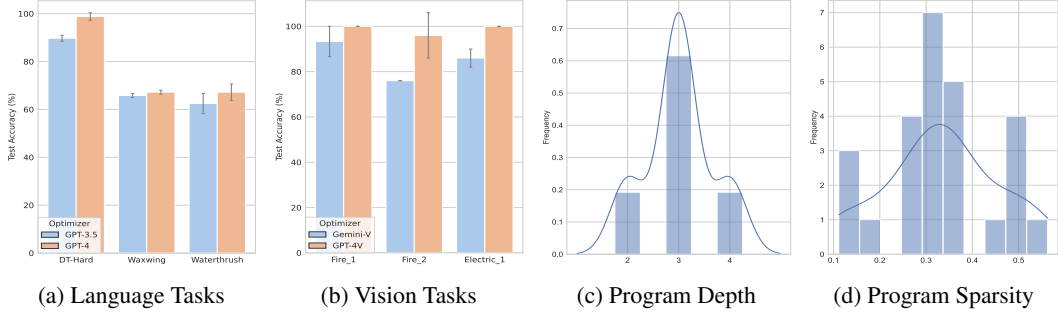 100
80
60
40
20
0
Test Accuracy (%)
Optimizer
GPT-3.5
GPT-4
DT-Hard Waxwing Waterthrush
(a) Language Tasks
100
80
60
40
20
0
Test Accuracy (%)
Optimizer
Gemini-V
GPT-4V
Fire_1 Fire_2 Electric_1
(b) Vision Tasks
0.8
0.7
0.6
0.5
0.4
0.3
0.2
0.1
0.0
Frequency
2 3 4
(c) Program Depth
7
6
5
4
3
2
1
0
Frequency
0.1 0.2 0.3 0.4 0.5
(d) Program Sparsity